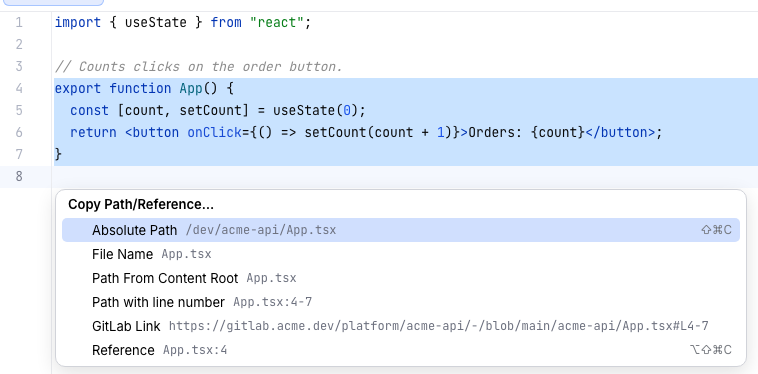 1 import { useState } from "react";
2
3 // Counts clicks on the order button.
4 export function App() {
5   const [count, setCount] = useState(0);
6   return <button onClick={() => setCount(count + 1)}>Orders: {count}</button>;
7 }
8
Copy Path/Reference...
Absolute Path /dev/acme-api/App.tsx ⇧⌘C
File Name App.tsx
Path From Content Root App.tsx
Path with line number App.tsx:4-7
GitLab Link https://gitlab.acme.dev/platform/acme-api/-/blob/main/acme-api/App.tsx#L4-7
Reference App.tsx:4 ⌥⇧⌘C